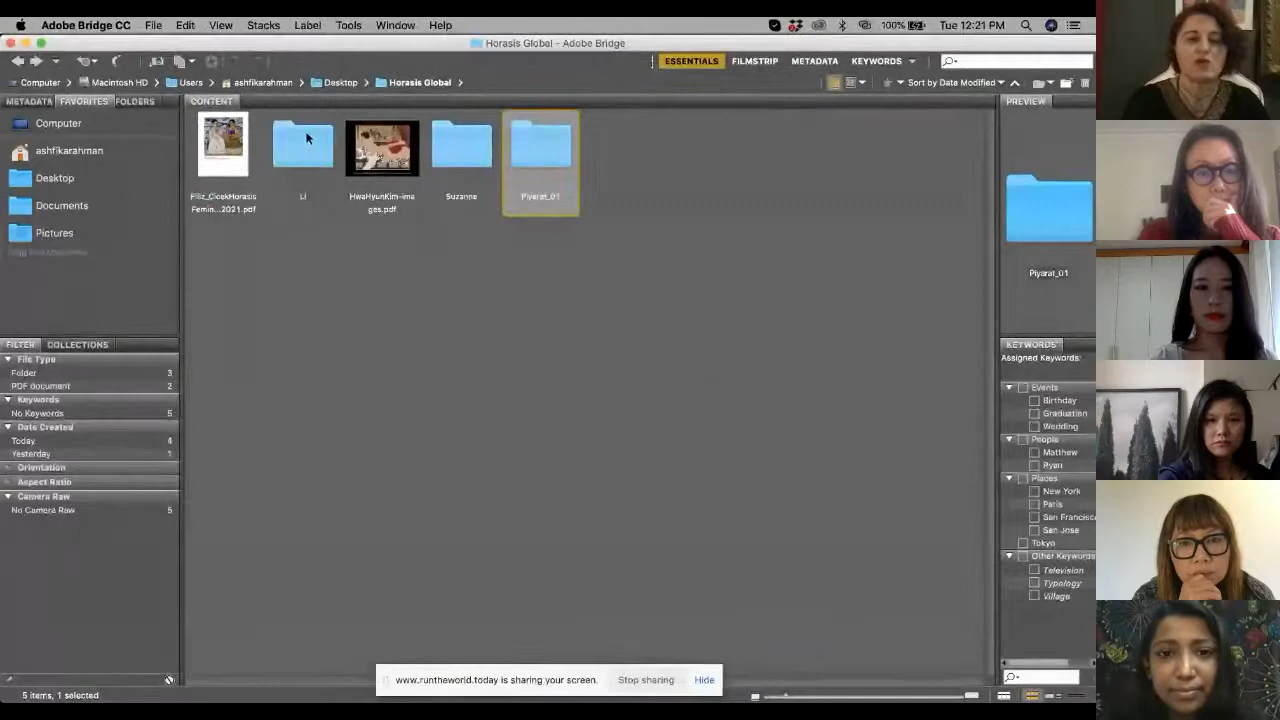 Adobe Bridge CC File Edit View Stacks Label Tools Window Help 100% Tue 12:21 PM
Horasis Global - Adobe Bridge
ESSENTIALS FILMSTRIP METADATA KEYWORDS
Computer Macintosh HD Users ashfikarahman Desktop Horasis Global Sort by Date Modified
METADATA FAVORITES FOLDERS
CONTENT
PREVIEW
Computer
ashfikarahman
Desktop
Documents
Pictures
Filiz_CicekHorasis
Femin...2021.pdf
Li
HwaHyunKim-ima
ges.pdf
Suzanne
Piyarat_01
Piyarat_01
FILTER COLLECTIONS
File Type
Folder 3
PDF document 2
Keywords
No Keywords 5
Date Created
Today 4
Yesterday 1
Orientation
Aspect Ratio
Camera Raw
No Camera Raw 5
KEYWORDS
Assigned Keywords:
Events
Birthday
Graduation
Wedding
People
Matthew
Ryan
Places
New York
Paris
San Francisc
San Jose
Tokyo
Other Keywords
Television
Typology
Village
www.runtheworld.today is sharing your screen. Stop sharing Hide
5 items, 1 selected